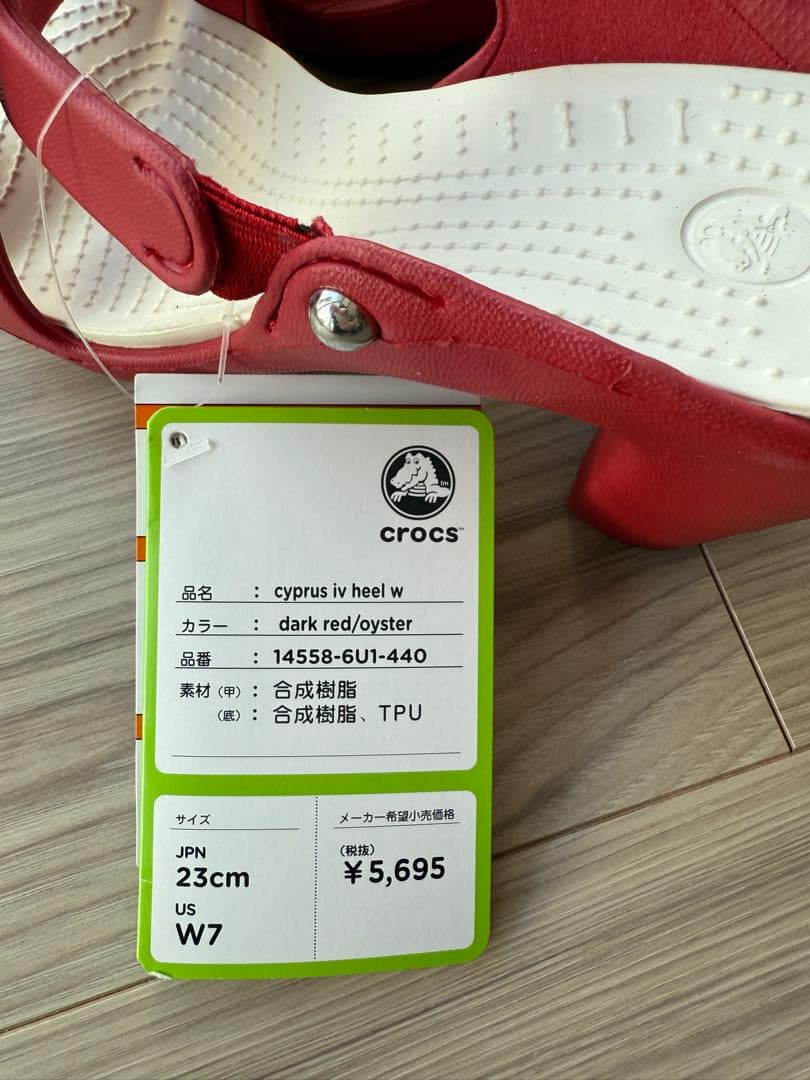 tm
crocs™
品名 : cyprus iv heel w
カラー : dark red/oyster
品番 : 14558-6U1-440
素材(甲): 合成樹脂
(底): 合成樹脂、TPU
サイズ
JPN
23cm
US
W7
メーカー希望小売価格
(税抜)
¥5,695